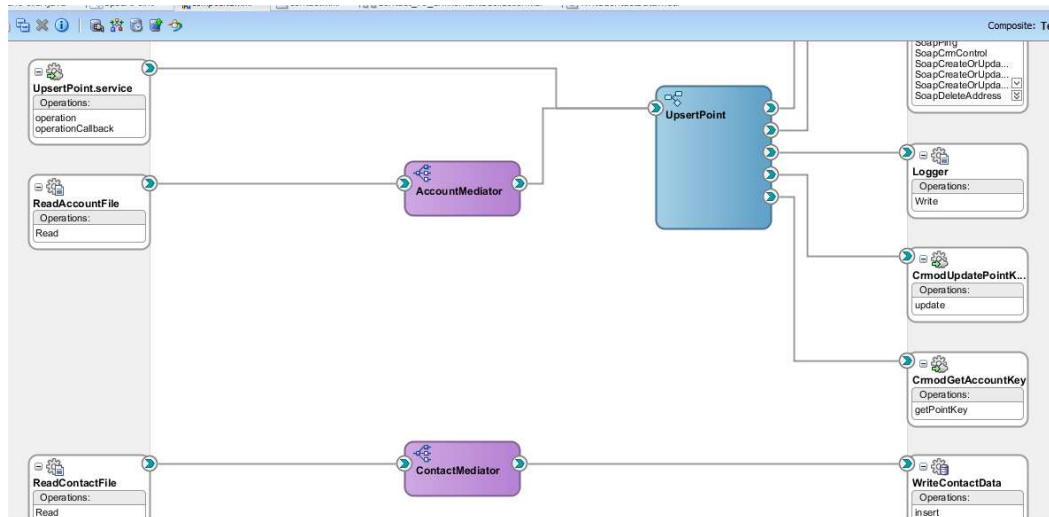 Composite:
UpsertPoint.service
Operations:
operation
operationCallback
ReadAccountFile
Operations:
Read
AccountMediator
UpsertPoint
SoapPing
SoapCrmControl
SoapCreateOrUpda...
SoapCreateOrUpda...
SoapCreateOrUpda...
SoapDeleteAddress
Logger
Operations:
Write
CrmodUpdatePointK...
Operations:
update
CrmodGetAccountKey
Operations:
getPointKey
ReadContactFile
Operations:
Read
ContactMediator
WriteContactData
Operations:
insert